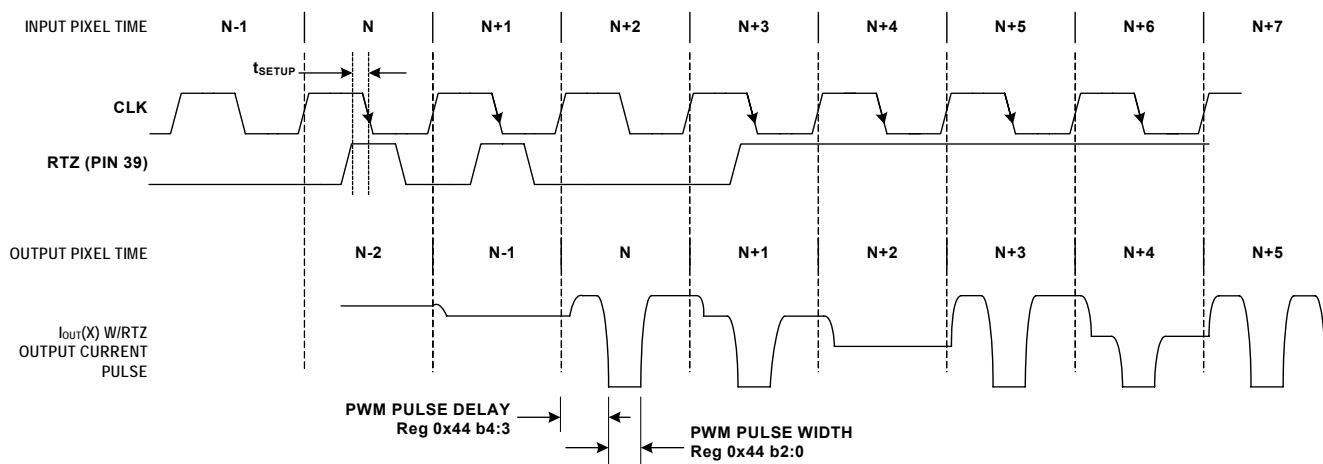 INPUT PIXEL TIME N-1 N N+1 N+2 N+3 N+4 N+5 N+6 N+7
tSETUP
CLK
RTZ (PIN 39)
OUTPUT PIXEL TIME N-2 N-1 N N+1 N+2 N+3 N+4 N+5
IOUT(X) W/RTZ
OUTPUT CURRENT
PULSE
PWM PULSE DELAY
Reg 0x44 b4:3
PWM PULSE WIDTH
Reg 0x44 b2:0